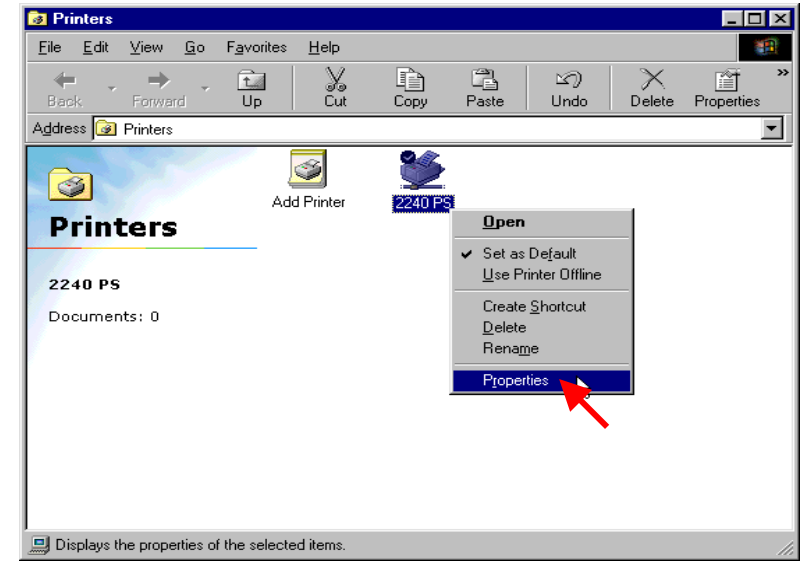 Printers
File Edit View Go Favorites Help
Back Forward Up Cut Copy Paste Undo Delete Properties »
Address Printers
Add Printer
2240 PS
Printers
2240 PS
Documents: 0
Open
Set as Default
Use Printer Offline
Create Shortcut
Delete
Rename
Properties
Displays the properties of the selected items.